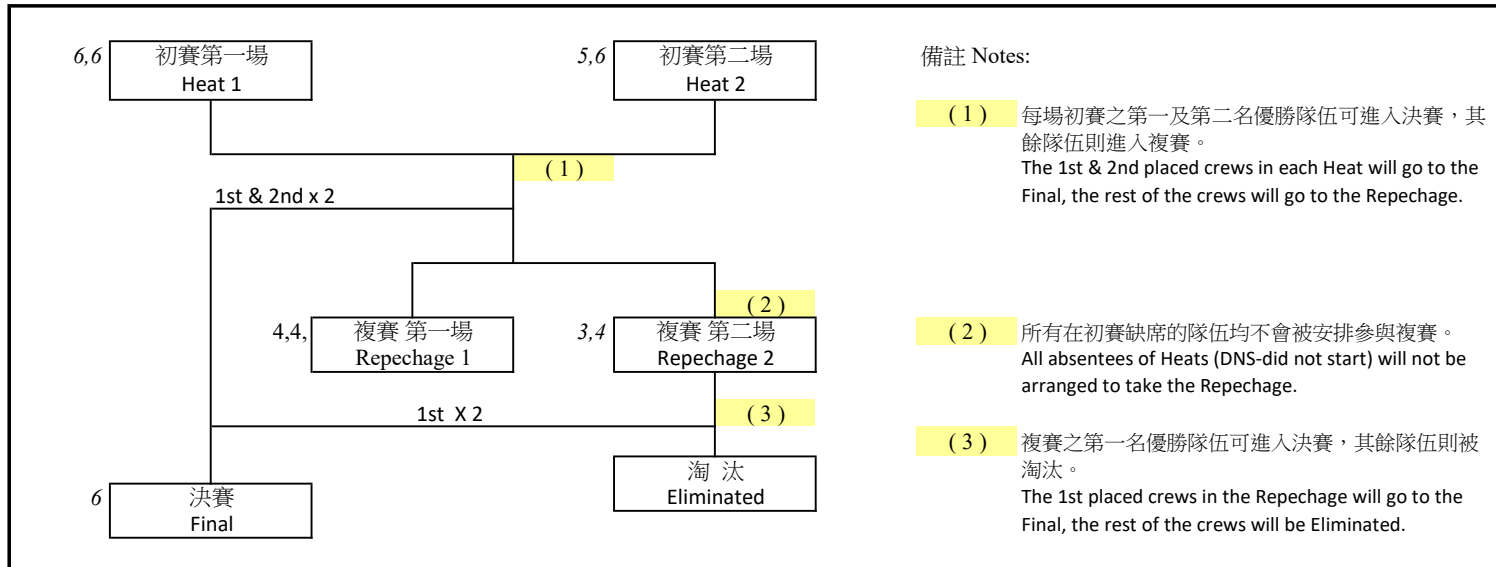 6,6
初賽第一場
Heat 1
5,6
初賽第二場
Heat 2
備註 Notes:
( 1 )
每場初賽之第一及第二名優勝隊伍可進入決賽，其
餘隊伍則進入複賽。
The 1st & 2nd placed crews in each Heat will go to the
Final, the rest of the crews will go to the Repechage.
( 1 )
1st & 2nd x 2
( 2 )
4,4,
複賽 第一場
Repechage 1
3,4
複賽 第二場
Repechage 2
( 2 )
所有在初賽缺席的隊伍均不會被安排參與複賽。
All absentees of Heats (DNS-did not start) will not be
arranged to take the Repechage.
1st X 2
( 3 )
( 3 )
複賽之第一名優勝隊伍可進入決賽，其餘隊伍則被
淘汰。
The 1st placed crews in the Repechage will go to the
Final, the rest of the crews will be Eliminated.
淘 汰
Eliminated
6
決賽
Final